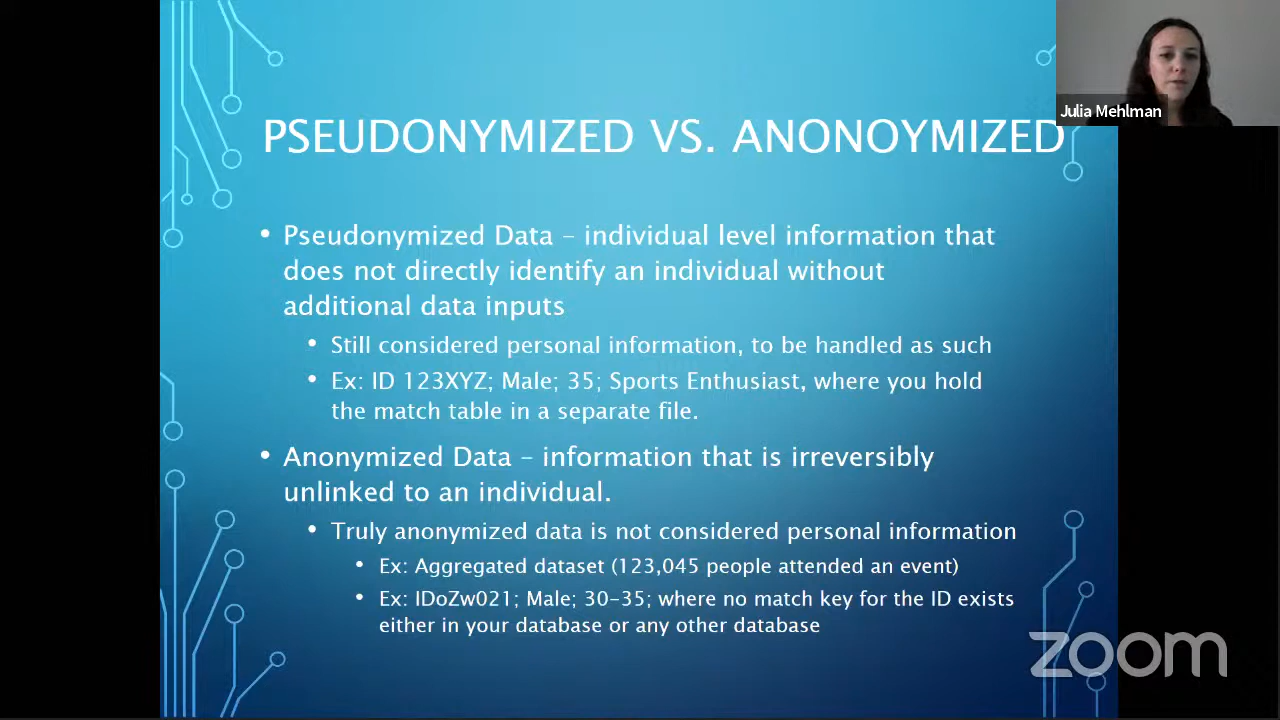 Julia Mehlman
PSEUDONYMIZED VS. ANONOYMIZED
• Pseudonymized Data – individual level information that
does not directly identify an individual without
additional data inputs
• Still considered personal information, to be handled as such
• Ex: ID 123XYZ; Male; 35; Sports Enthusiast, where you hold
the match table in a separate file.
• Anonymized Data – information that is irreversibly
unlinked to an individual.
• Truly anonymized data is not considered personal information
• Ex: Aggregated dataset (123,045 people attended an event)
• Ex: IDoZw021; Male; 30-35; where no match key for the ID exists
either in your database or any other database
zoom